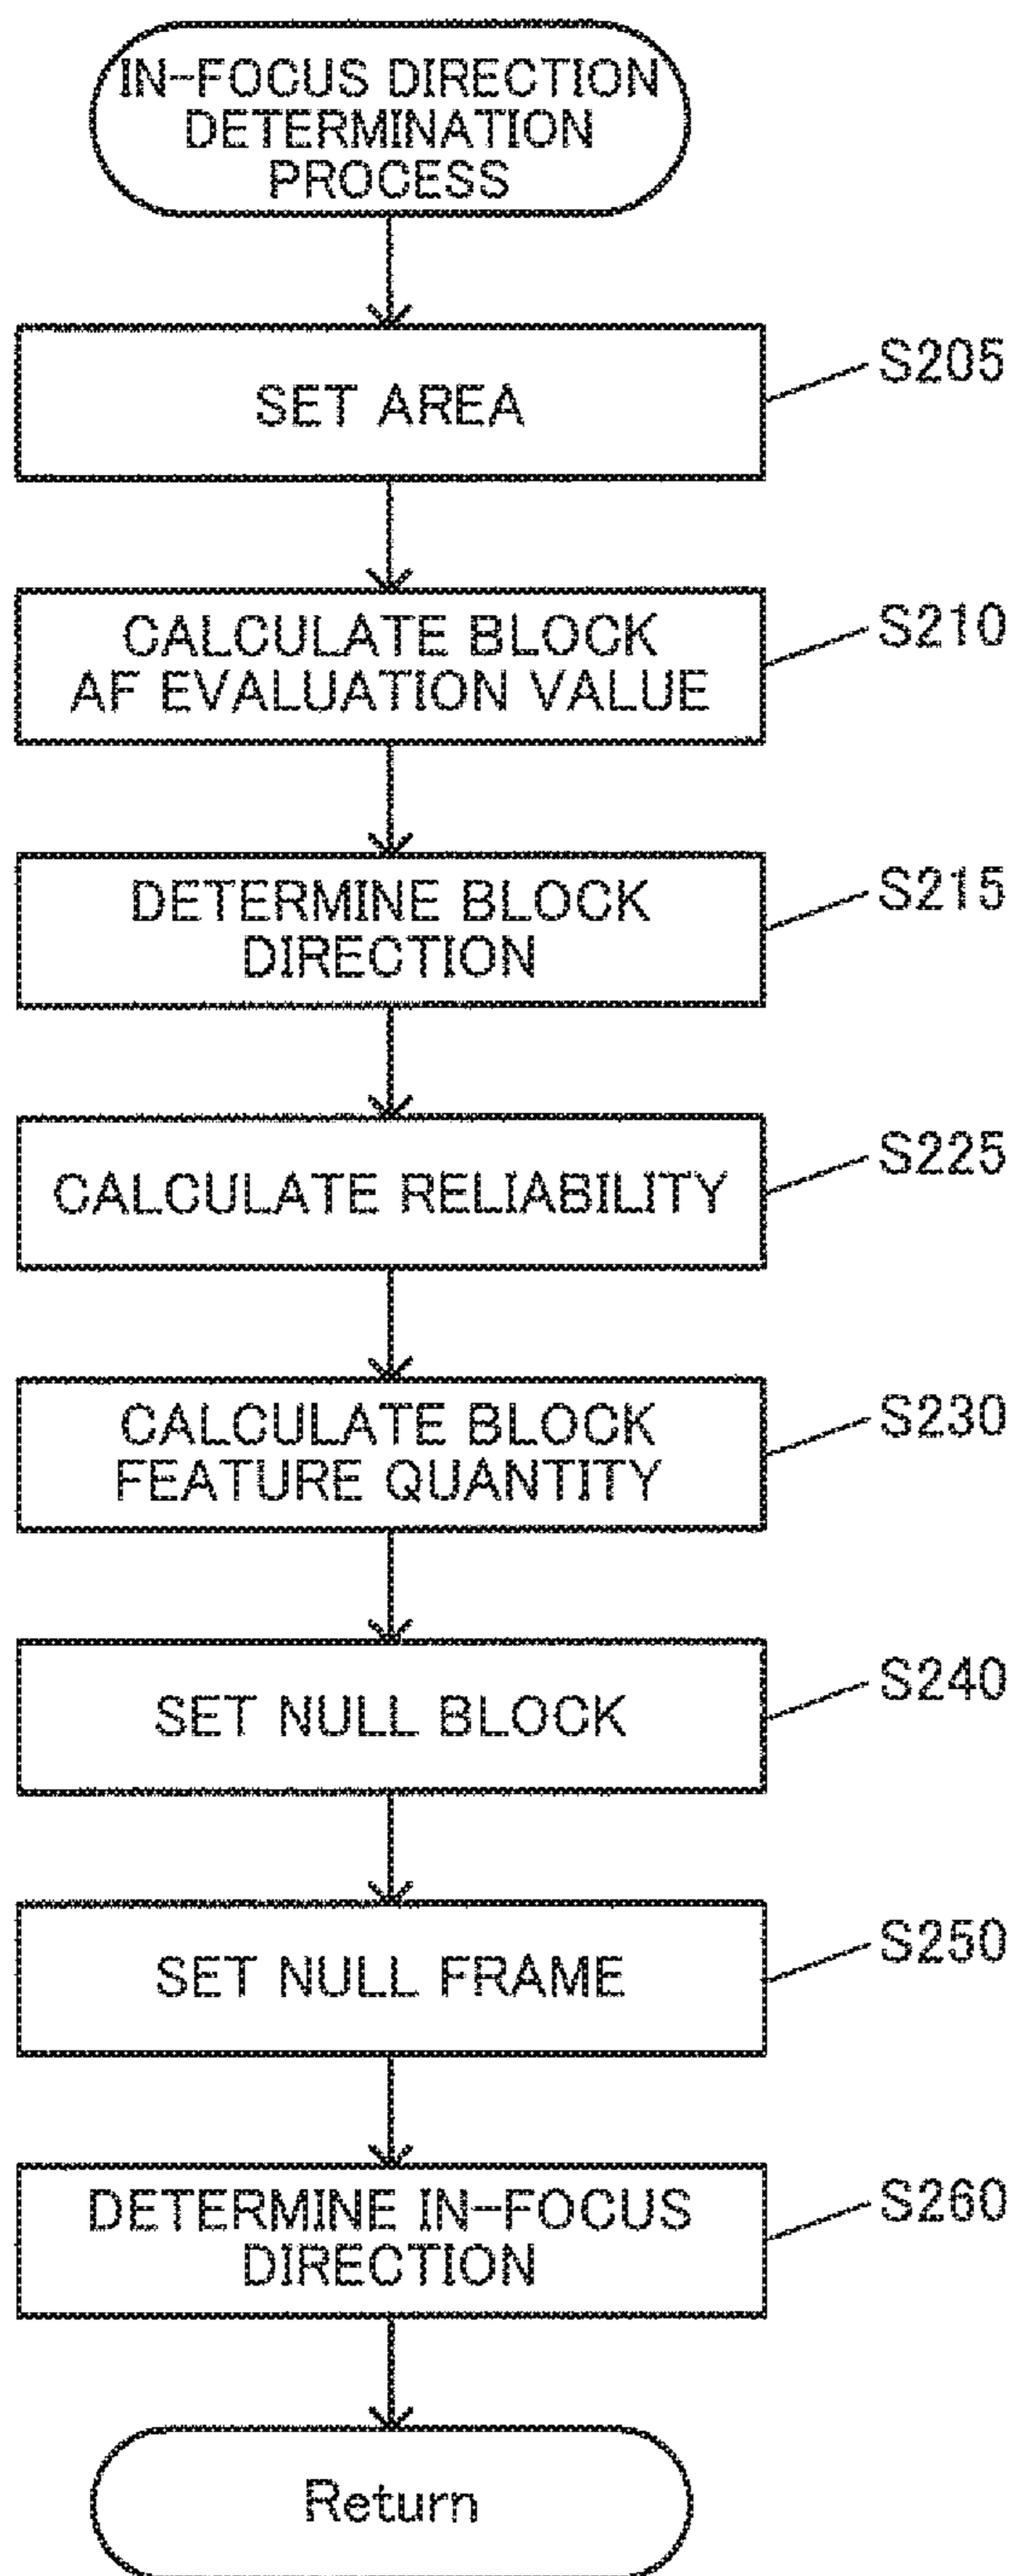 IN-FOCUS DIRECTION
DETERMINATION
PROCESS
SET AREA
S205
CALCULATE BLOCK
AF EVALUATION VALUE
S210
DETERMINE BLOCK
DIRECTION
S215
CALCULATE RELIABILITY
S225
CALCULATE BLOCK
FEATURE QUANTITY
S230
SET NULL BLOCK
S240
SET NULL FRAME
S250
DETERMINE IN-FOCUS
DIRECTION
S260
Return